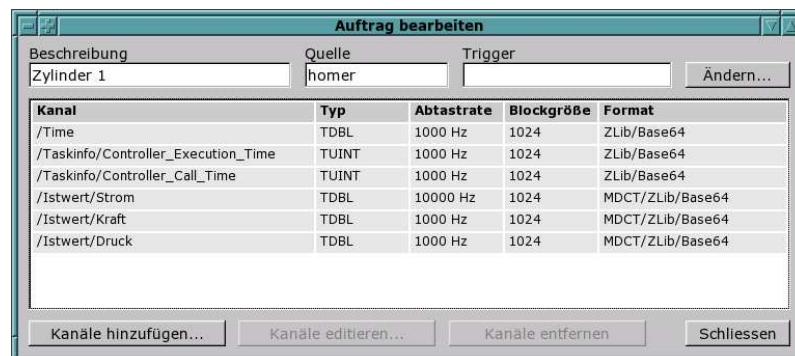 Auftrag bearbeiten
Beschreibung Quelle Trigger
Zylinder 1 homer Ändern...
Kanal Typ Abtastrate Blockgröße Format
/Time TDBL 1000 Hz 1024 ZLib/Base64
/Taskinfo/Controller_Execution_Time TUINT 1000 Hz 1024 ZLib/Base64
/Taskinfo/Controller_Call_Time TUINT 1000 Hz 1024 ZLib/Base64
/Istwert/Strom TDBL 10000 Hz 1024 MDCT/ZLib/Base64
/Istwert/Kraft TDBL 1000 Hz 1024 MDCT/ZLib/Base64
/Istwert/Druck TDBL 1000 Hz 1024 MDCT/ZLib/Base64
Kanäle hinzufügen... Kanäle editieren... Kanäle entfernen Schliessen